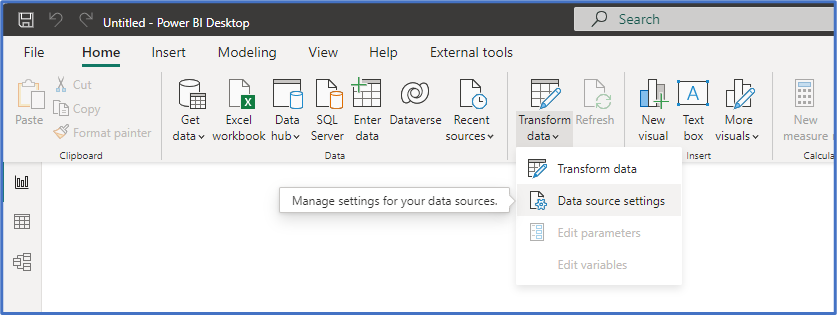 Untitled - Power BI Desktop
Search
File Home Insert Modeling View Help External tools
Paste
Cut
Copy
Format painter
Clipboard
Get data
Excel workbook
Data hub
SQL Server
Enter data
Dataverse
Recent sources
Data
Transform data
Refresh
New visual
Text box
More visuals
Insert
New measure
Transform data
Manage settings for your data sources.
Data source settings
Edit parameters
Edit variables